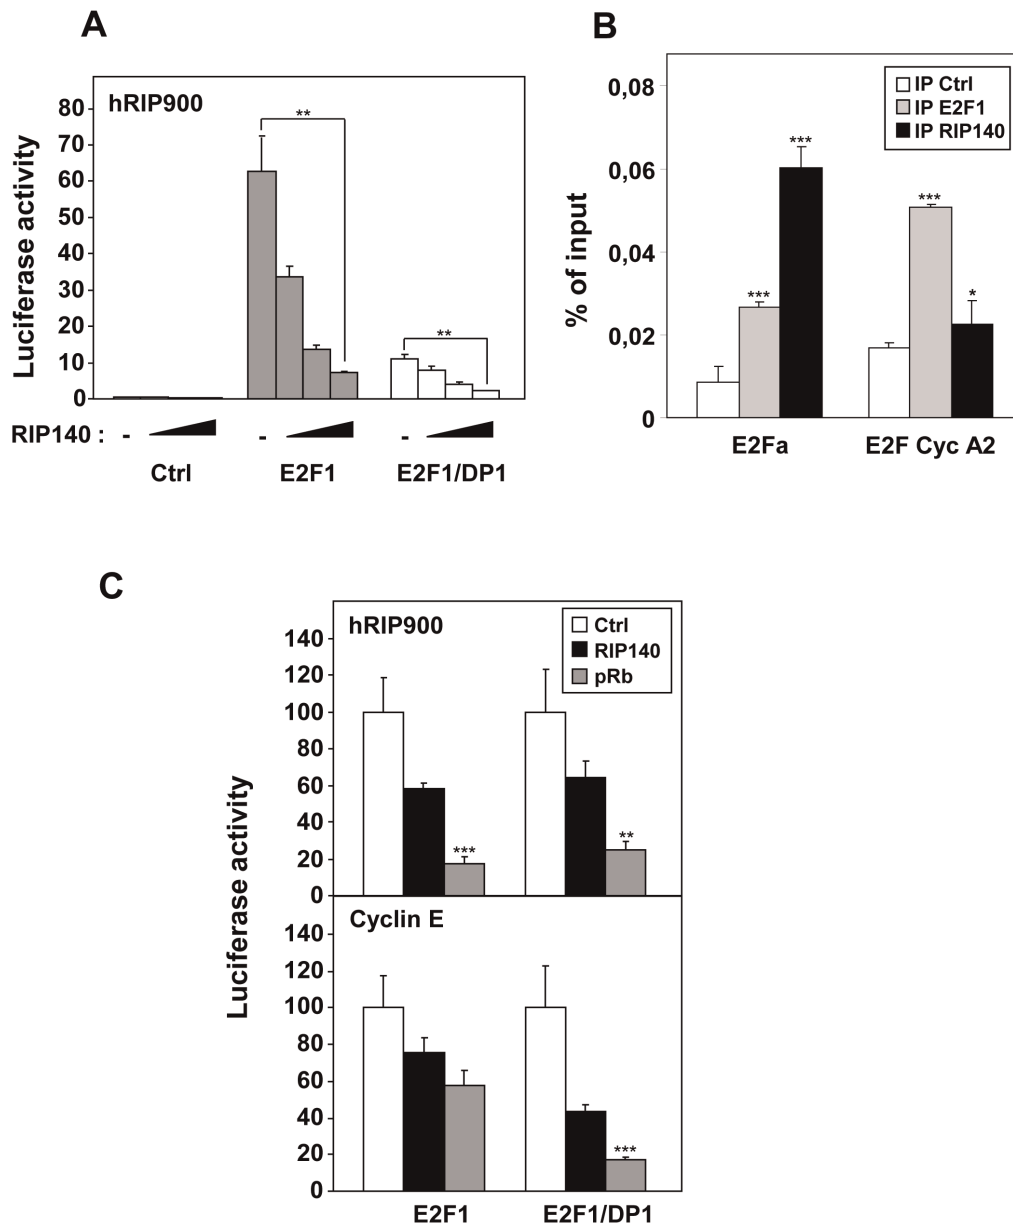 A
hRIP900
Luciferase activity
80
70
60
50
40
30
20
10
0
**
**
RIP140 : - - -
Ctrl E2F1 E2F1/DP1
B
% of input
0,08
0,06
0,04
0,02
0
IP Ctrl
IP E2F1
IP RIP140
***
***
***
*
E2Fa E2F Cyc A2
C
Luciferase activity
hRIP900
140
120
100
80
60
40
20
0
Ctrl
RIP140
pRb
***
**
Cyclin E
140
120
100
80
60
40
20
0
***
E2F1 E2F1/DP1